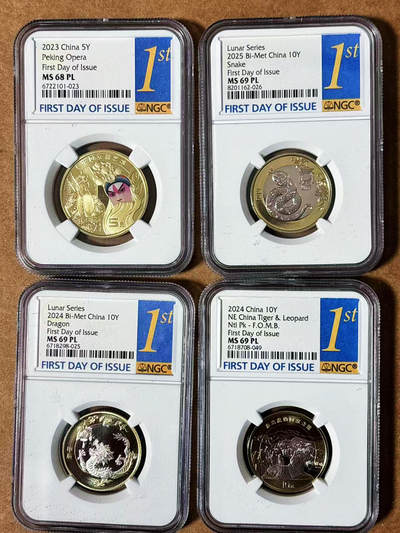 2023 China 5Y
Peking Opera
First Day of Issue
MS 68 PL
6722101-023
1st
FIRST DAY OF ISSUE
NGC
Lunar Series
2025 Bi-Met China 10Y
Snake
First Day of Issue
MS 69 PL
8201162-026
1st
FIRST DAY OF ISSUE
NGC
5
Lunar Series
2024 Bi-Met China 10Y
Dragon
First Day of Issue
MS 69 PL
6718208-025
1st
FIRST DAY OF ISSUE
NGC
2024 China 10Y
NE China Tiger & Leopard
Ntl Pk - F.O.M.B.
First Day of Issue
MS 69 PL
6718708-049
1st
FIRST DAY OF ISSUE
NGC